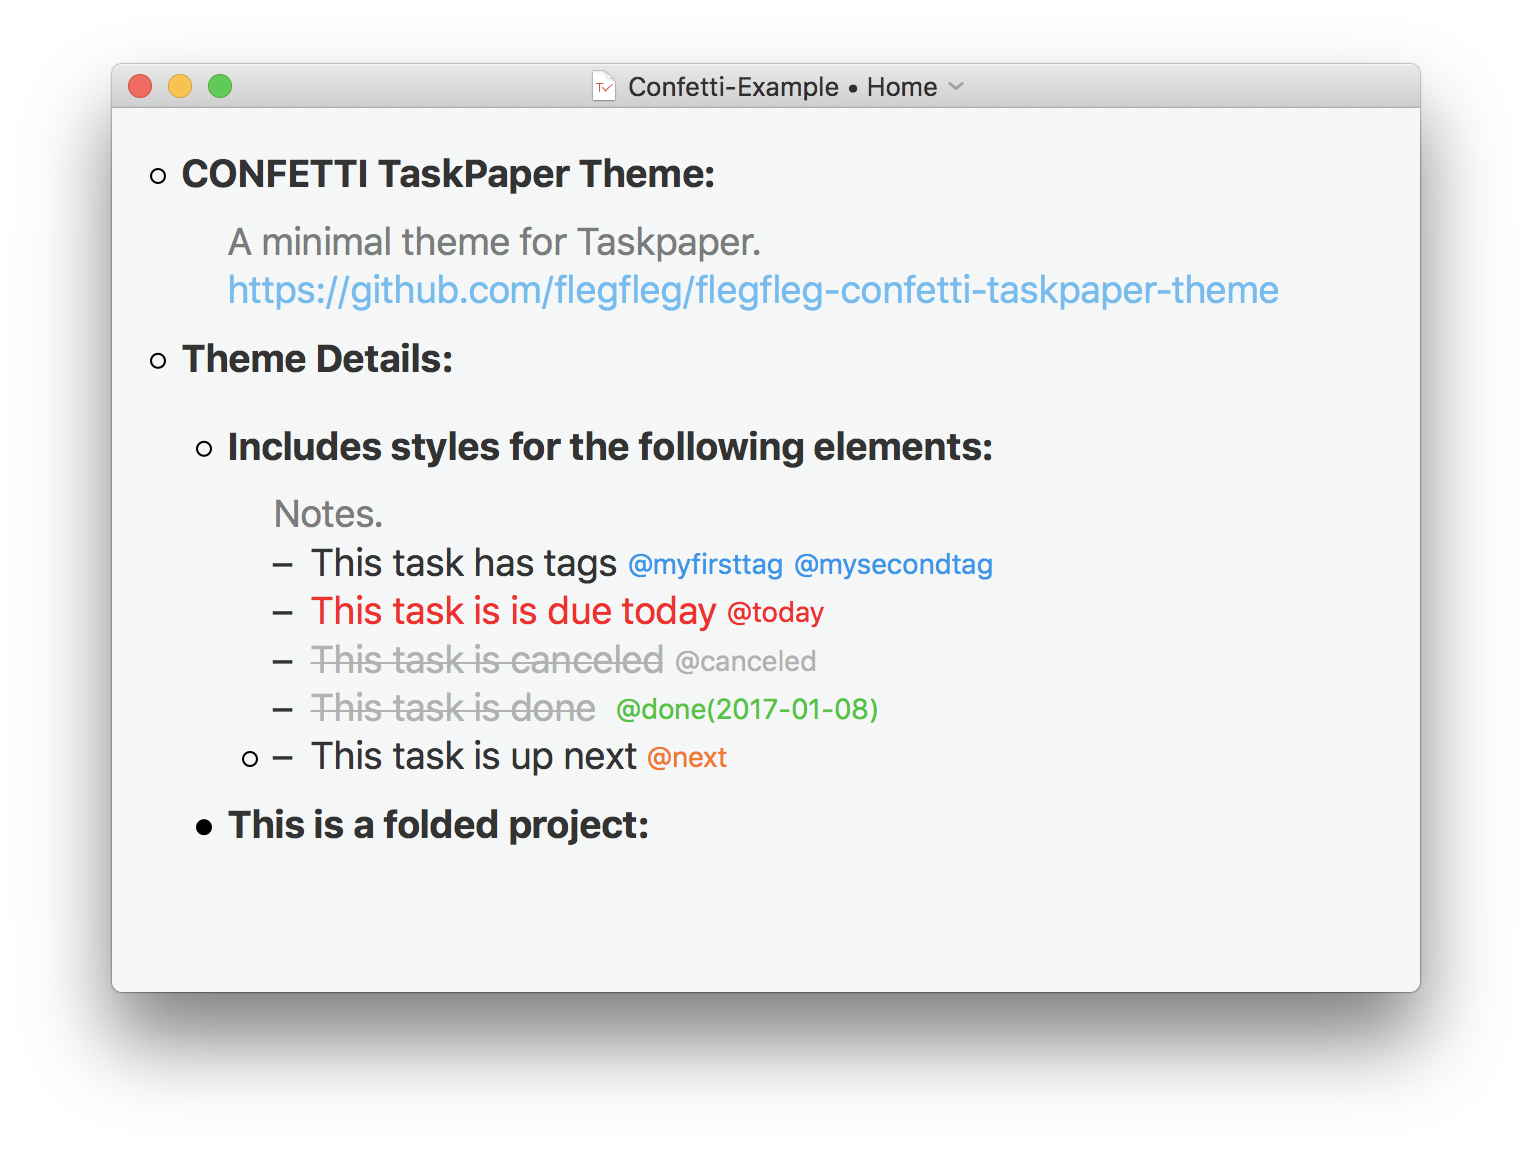 Confetti-Example • Home
CONFETTI TaskPaper Theme:
A minimal theme for Taskpaper.
https://github.com/flegfleg/flegfleg-confetti-taskpaper-theme
Theme Details:
Includes styles for the following elements:
Notes.
– This task has tags @myfirsttag @mysecondtag
– This task is is due today @today
– This task is canceled @canceled
– This task is done @done(2017-01-08)
– This task is up next @next
This is a folded project: